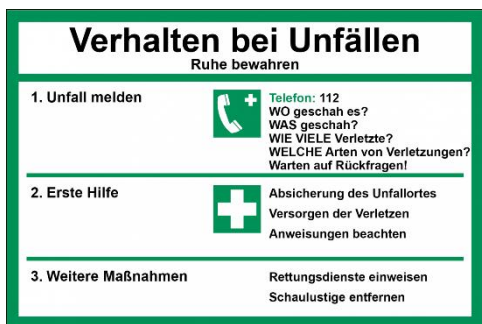 Verhalten bei Unfällen
Ruhe bewahren
1. Unfall melden
Telefon: 112
WO geschah es?
WAS geschah?
WIE VIELE Verletzte?
WELCHE Arten von Verletzungen?
Warten auf Rückfragen!
2. Erste Hilfe
Absicherung des Unfallortes
Versorgen der Verletzen
Anweisungen beachten
3. Weitere Maßnahmen
Rettungsdienste einweisen
Schaulustige entfernen